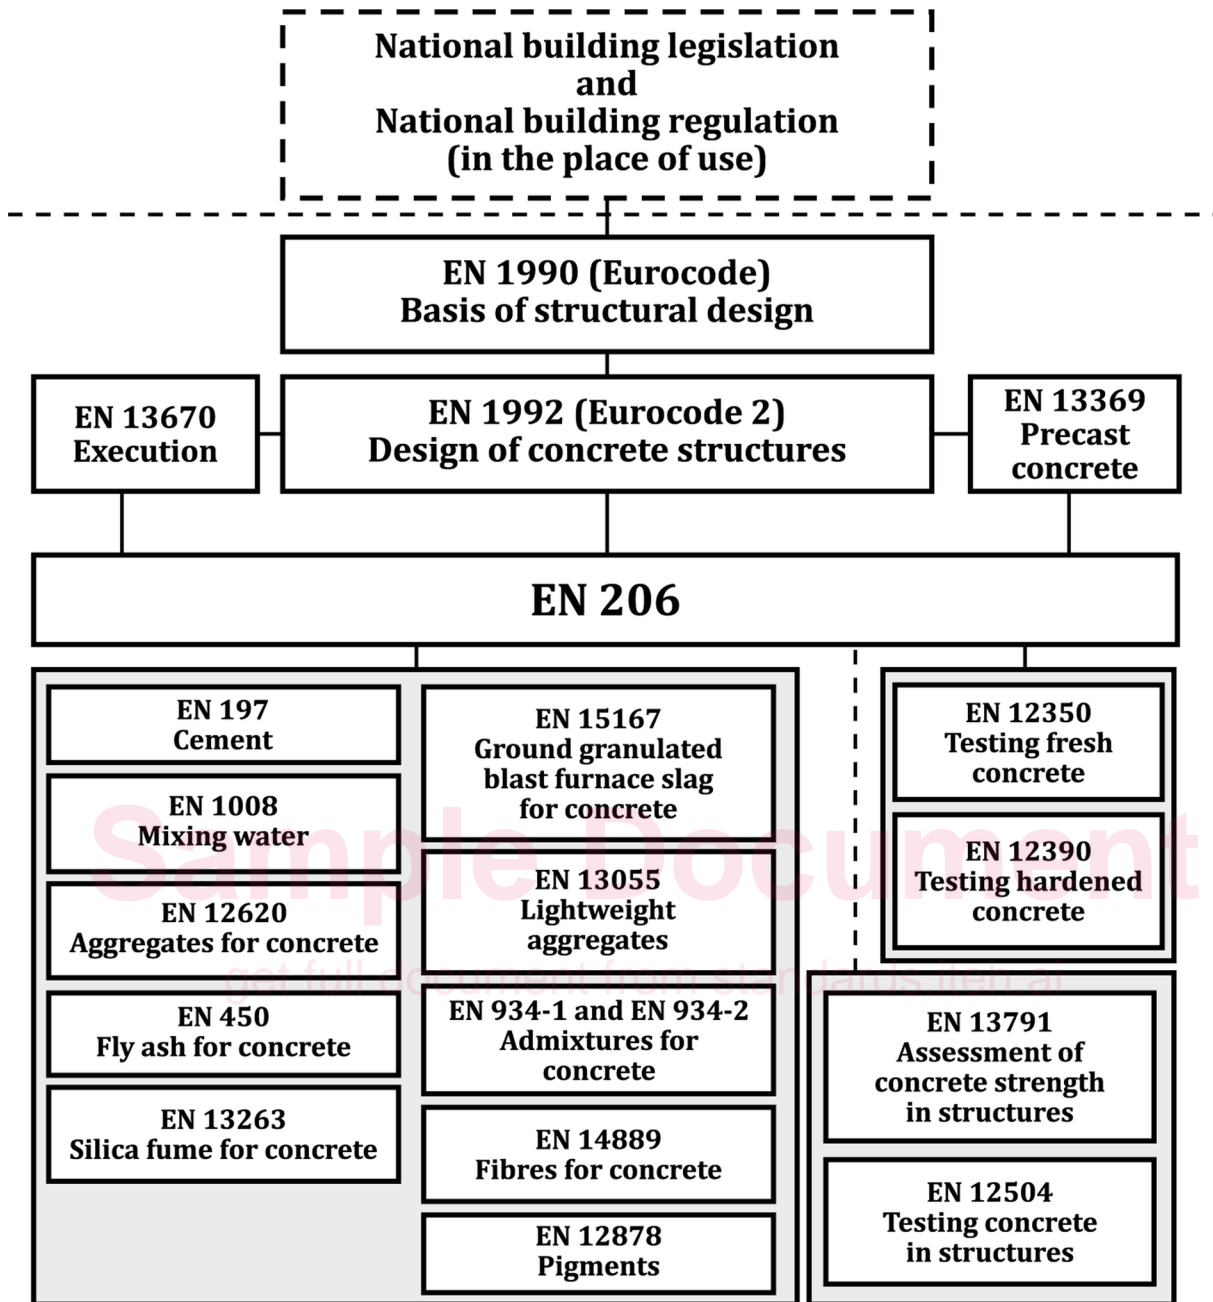 National building legislation
and
National building regulation
(in the place of use)
EN 1990 (Eurocode)
Basis of structural design
EN 13670
Execution
EN 1992 (Eurocode 2)
Design of concrete structures
EN 13369
Precast
concrete
EN 206
EN 197
Cement
EN 1008
Mixing water
EN 12620
Aggregates for concrete
EN 450
Fly ash for concrete
EN 13263
Silica fume for concrete
EN 15167
Ground granulated
blast furnace slag
for concrete
EN 13055
Lightweight
aggregates
EN 934-1 and EN 934-2
Admixtures for
concrete
EN 14889
Fibres for concrete
EN 12878
Pigments
EN 12350
Testing fresh
concrete
EN 12390
Testing hardened
concrete
EN 13791
Assessment of
concrete strength
in structures
EN 12504
Testing concrete
in structures
Sample Document
get full document from standards.iteh.ai